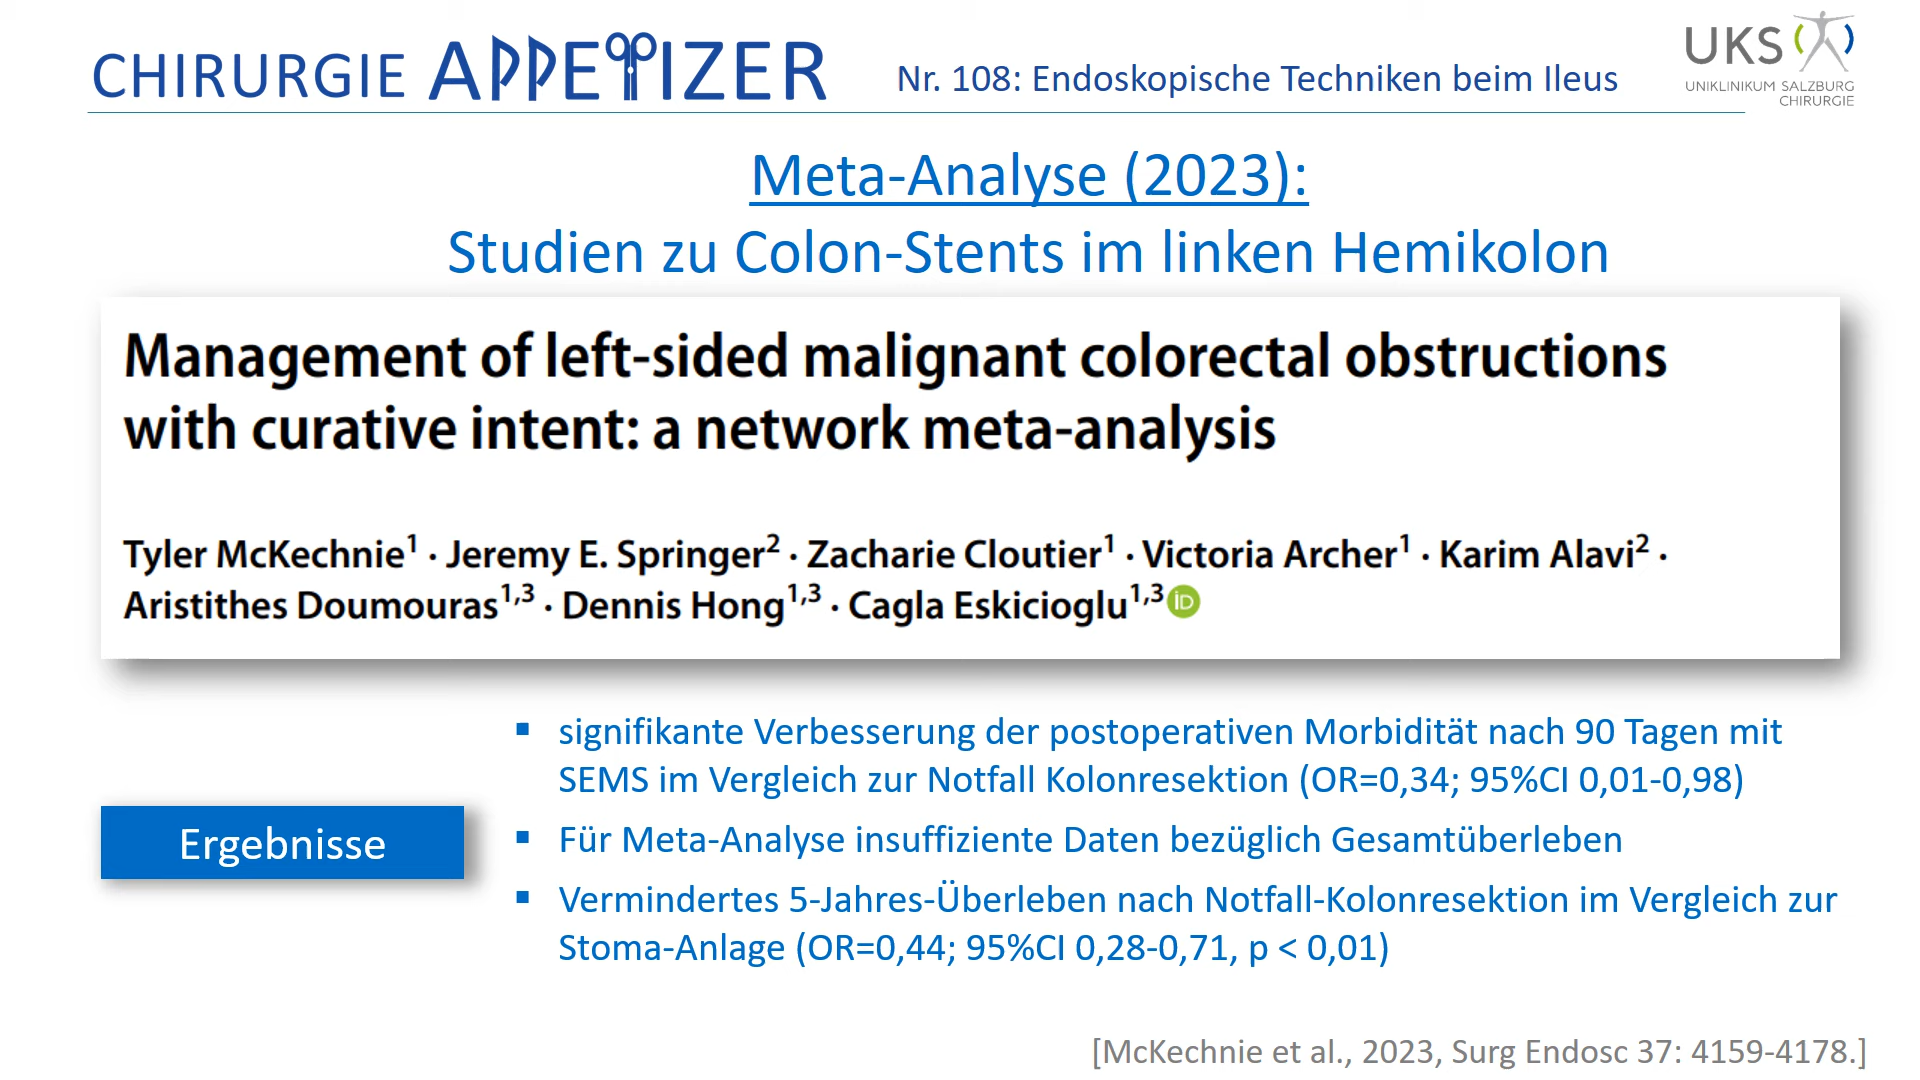 CHIRURGIE APPETIZER
Nr. 108: Endoskopische Techniken beim Ileus
UKS
UNIKLINIKUM SALZBURG
CHIRURGIE
Meta-Analyse (2023):
Studien zu Colon-Stents im linken Hemikolon
Management of left-sided malignant colorectal obstructions
with curative intent: a network meta-analysis
Tyler McKechnie¹ · Jeremy E. Springer² · Zacharie Cloutier¹ · Victoria Archer¹ · Karim Alavi² ·
Aristithes Doumouras¹,³ · Dennis Hong¹,³ · Cagla Eskicioglu¹,³ iD
▪ signifikante Verbesserung der postoperativen Morbidität nach 90 Tagen mit
SEMS im Vergleich zur Notfall Kolonresektion (OR=0,34; 95%CI 0,01-0,98)
Ergebnisse
▪ Für Meta-Analyse insuffiziente Daten bezüglich Gesamtüberleben
▪ Vermindertes 5-Jahres-Überleben nach Notfall-Kolonresektion im Vergleich zur
Stoma-Anlage (OR=0,44; 95%CI 0,28-0,71, p < 0,01)
[McKechnie et al., 2023, Surg Endosc 37: 4159-4178.]